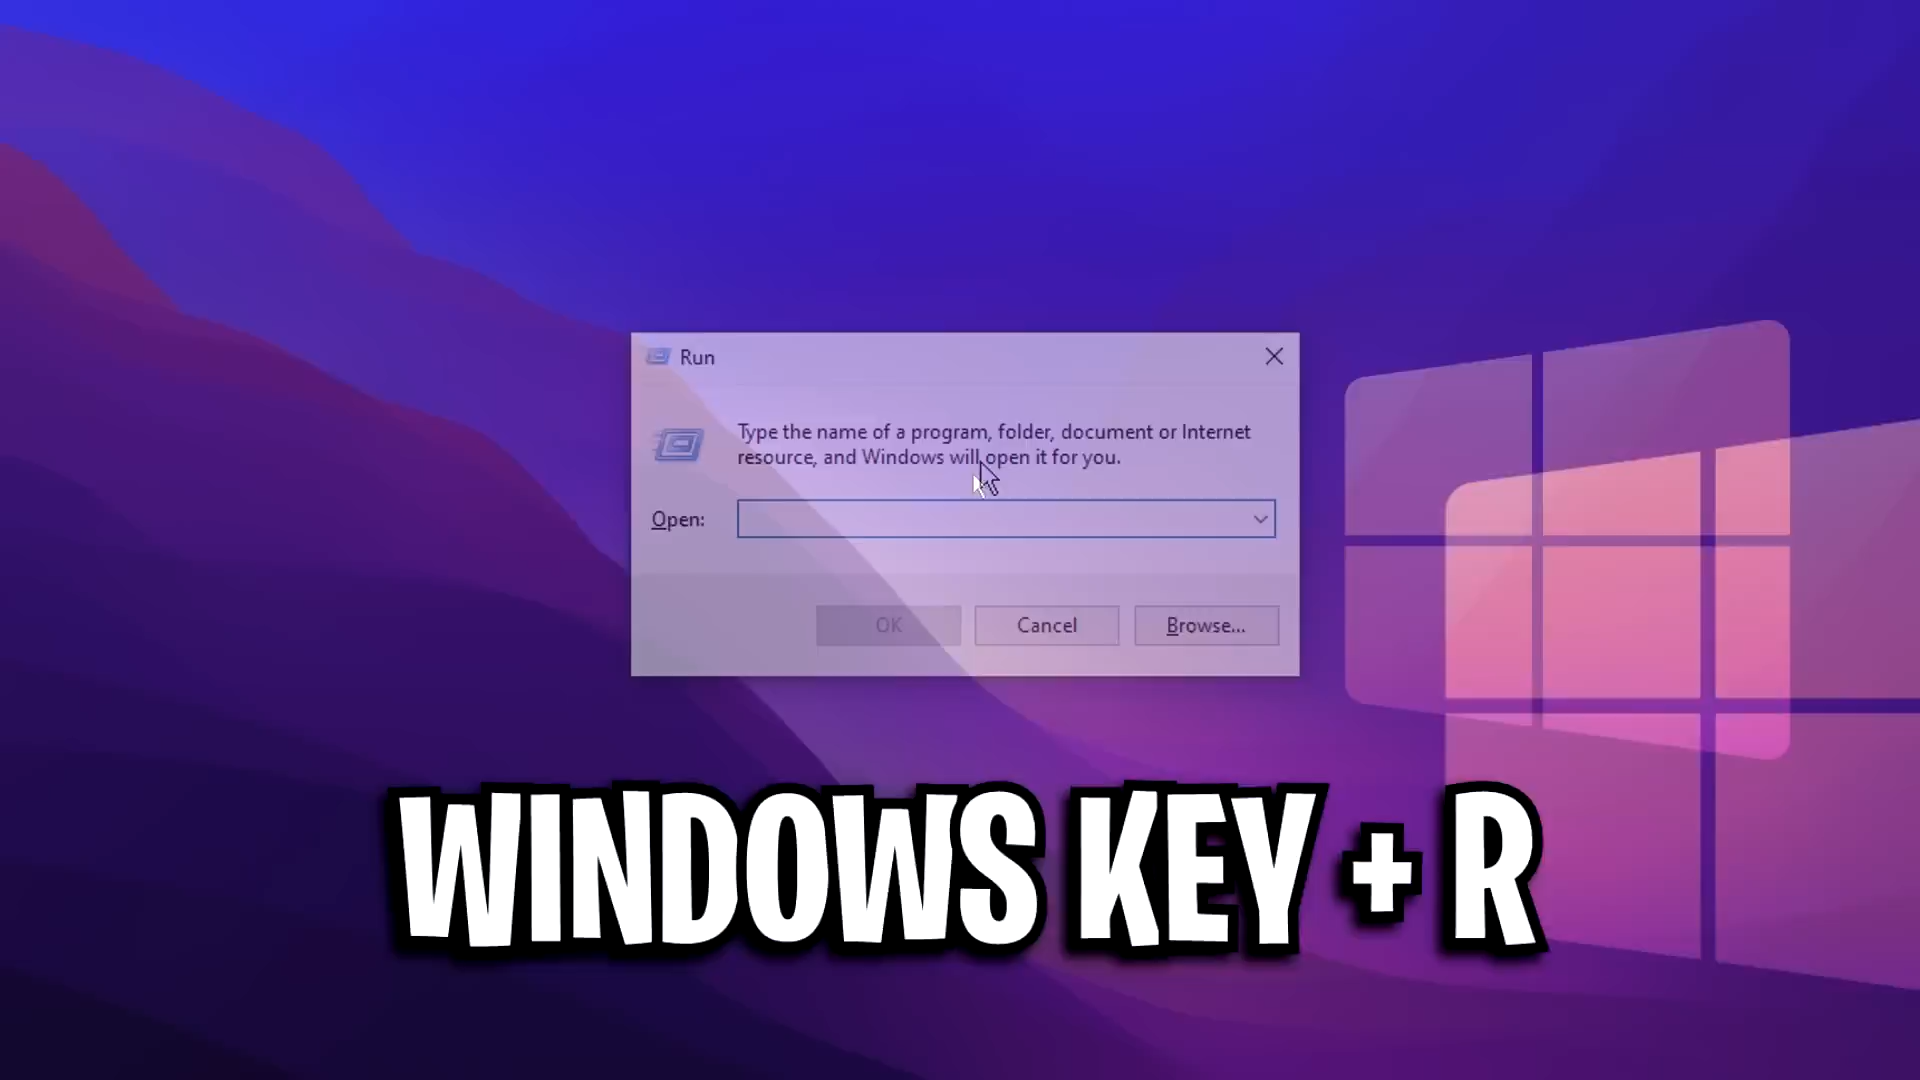 Run
Type the name of a program, folder, document or Internet
resource, and Windows will open it for you.
Open:
OK
Cancel
Browse...
WINDOWS KEY + R